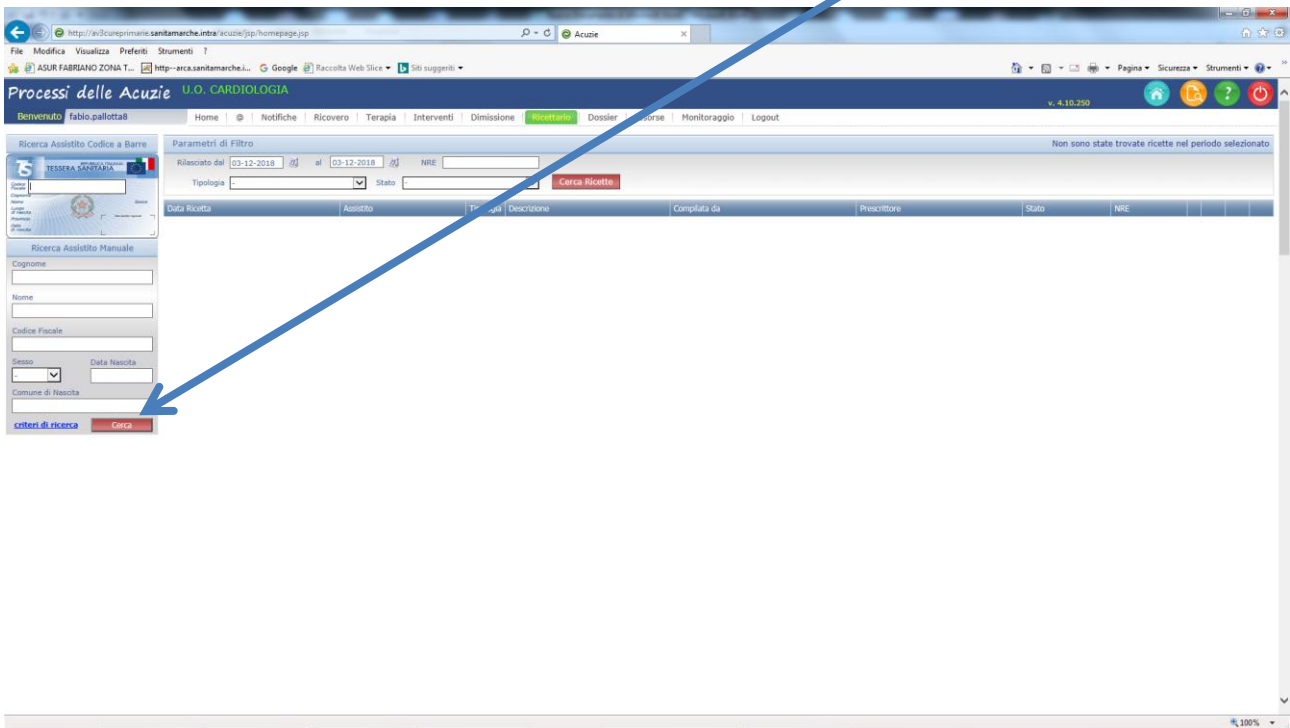 http://av3cureprimarie.sanitamarche.intra/acuzie/jsp/homepage.jsp
Acuzie
File Modifica Visualizza Preferiti Strumenti ?
ASUR FABRIANO ZONA T... http--arca.sanitamarche.i... Google Raccolta Web Slice Siti suggeriti
Pagina Sicurezza Strumenti
Processi delle Acuzie U.O. CARDIOLOGIA
v. 4.10.250
Benvenuto fabio.pallotta8
Home @ Notifiche Ricovero Terapia Interventi Dimissione Ricettario Dossier Monitoraggio Logout
Ricerca Assistito Codice a Barre
Parametri di Filtro
Non sono state trovate ricette nel periodo selezionato
TESSERA SANITARIA
Rilasciato dal 03-12-2018 al 03-12-2018 NRE
Tipologia - Stato - Cerca Ricette
Data Ricetta Assistito Descrizione Compilata da Prescrittore Stato NRE
Ricerca Assistito Manuale
Cognome
Nome
Codice Fiscale
Sesso Data Nascita
-
Comune di Nascita
criteri di ricerca Cerca
100%